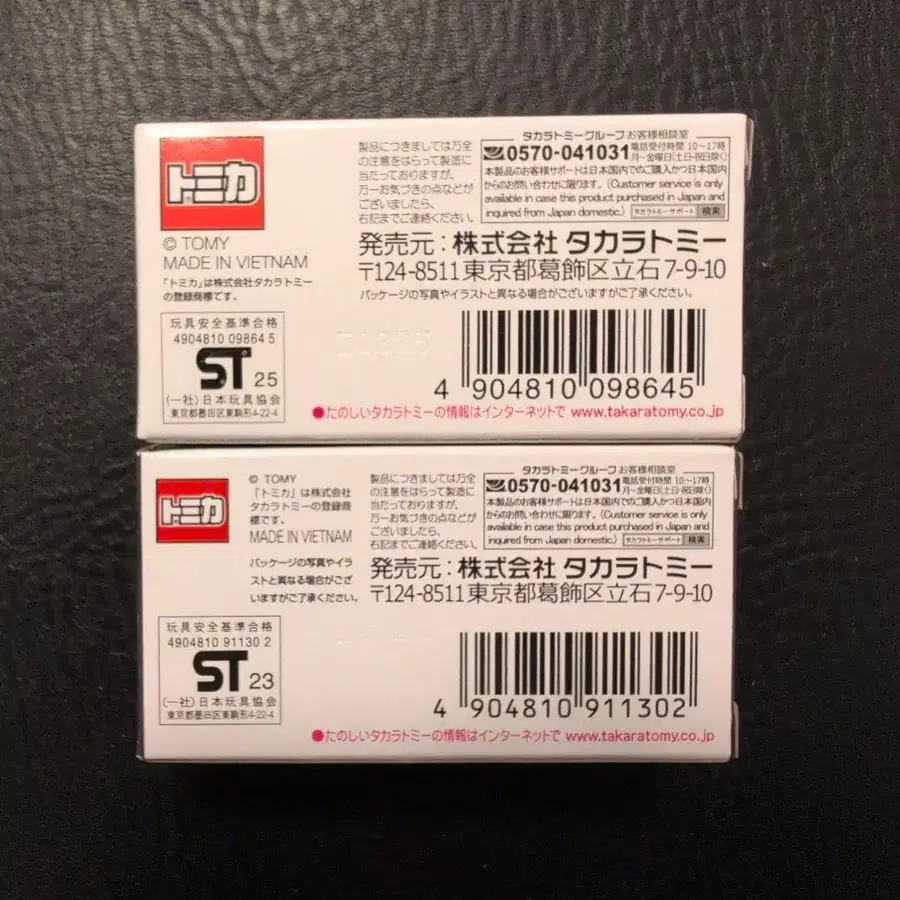 トミカ
© TOMY
MADE IN VIETNAM
「トミカ」は株式会社タカラトミー
の登録商標です。
玩具安全基準合格
4904810 09864 5
ST 25
(一社)日本玩具協会
東京都墨田区東駒形4-22-4
製品につきましては万全
の注意をはらって製造に
当たっておりますが、
万一お気づきの点などが
ございましたら、
右記までご連絡ください。
タカラトミーグループ お客様相談室
0570-041031 電話受付時間 10〜17時
月〜金曜日(土日・祝日除く)
本製品のお客様サポートは日本国内でのご購入かつ日本国内
からのお問い合わせに限ります。(Customer service is only
available in case this product purchased in Japan and
inquired from Japan domestic.) タカラトミーサポート 検索
発売元:株式会社 タカラトミー
〒124-8511 東京都葛飾区立石7-9-10
パッケージの写真やイラストと異なる場合がございますがご了承ください。
4 904810 098645
●たのしいタカラトミーの情報はインターネットで www.takaratomy.co.jp
トミカ
© TOMY
「トミカ」は株式会社
タカラトミーの登録商
標です。
MADE IN VIETNAM
パッケージの写真やイラ
ストと異なる場合がござ
いますがご了承ください。
玩具安全基準合格
4904810 91130 2
ST 23
(一社)日本玩具協会
東京都墨田区東駒形4-22-4
製品につきましては万全
の注意をはらって製造に
当たっておりますが、
万一お気づきの点などが
ございましたら、
右記までご連絡ください。
タカラトミーグループ お客様相談室
0570-041031 電話受付時間 10〜17時
月〜金曜日(土日・祝日除く)
本製品のお客様サポートは日本国内でのご購入かつ日本国内
からのお問い合わせに限ります。(Customer service is only
available in case this product purchased in Japan and
inquired from Japan domestic.) タカラトミーサポート 検索
発売元:株式会社 タカラトミー
〒124-8511 東京都葛飾区立石7-9-10
4 904810 911302
●たのしいタカラトミーの情報はインターネットで www.takaratomy.co.jp